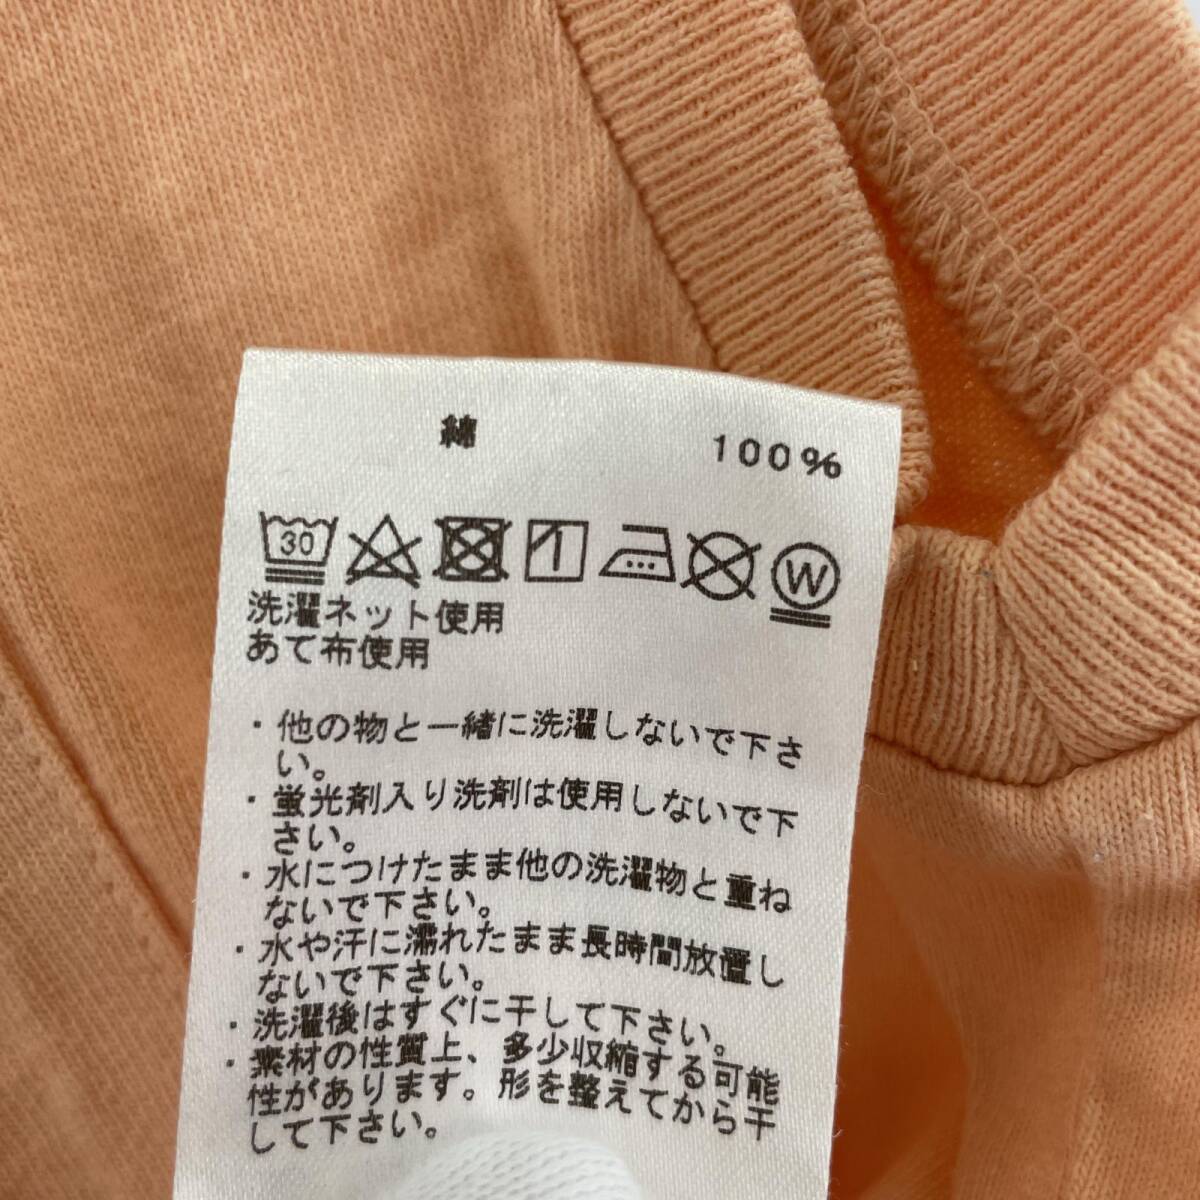 綿 100%
30 W
洗濯ネット使用
あて布使用
・他の物と一緒に洗濯しないで下さ
い。
・蛍光剤入り洗剤は使用しないで下
さい。
・水につけたまま他の洗濯物と重ね
ないで下さい。
・水や汗に濡れたまま長時間放置し
ないで下さい。
・洗濯後はすぐに干して下さい。
・素材の性質上、多少収縮する可能
性があります。形を整えてから干
して下さい。